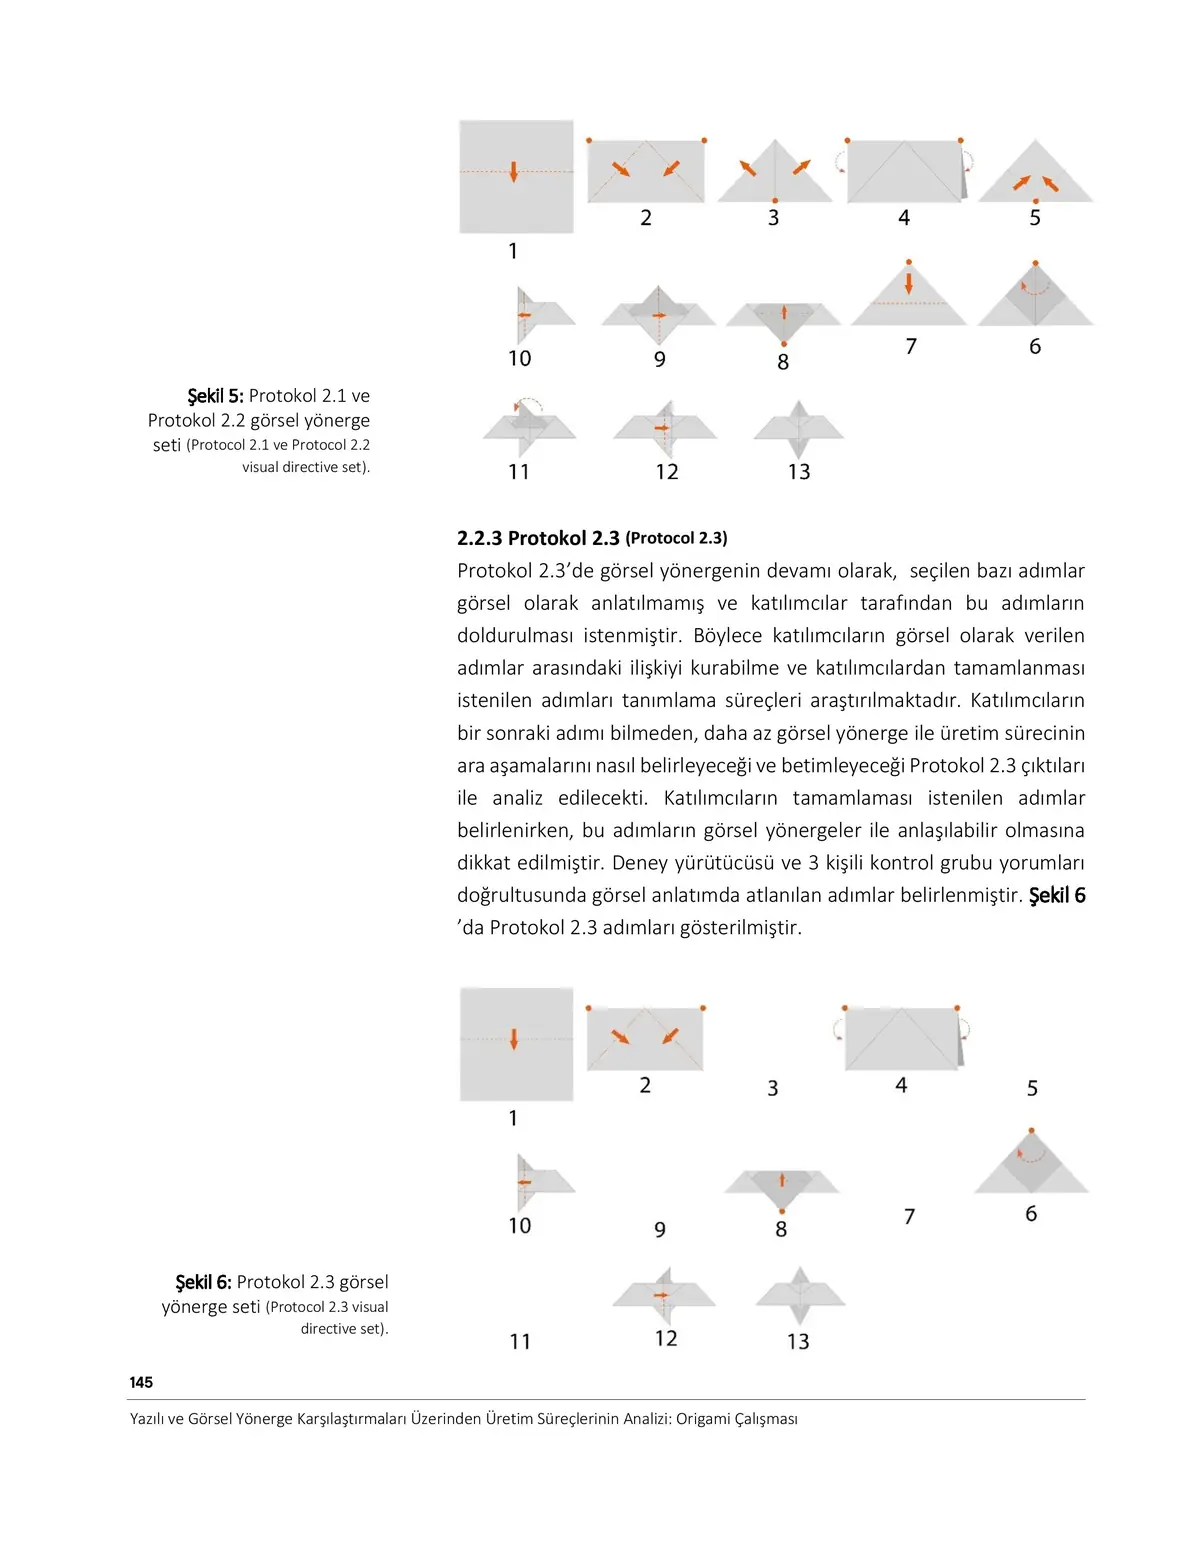 2
3
4
5
1
10
9
8
7
6
Şekil 5: Protokol 2.1 ve
Protokol 2.2 görsel yönerge
seti (Protocol 2.1 ve Protocol 2.2
visual directive set).
11
12
13
2.2.3 Protokol 2.3 (Protocol 2.3)
Protokol 2.3’de görsel yönergenin devamı olarak, seçilen bazı adımlar
görsel olarak anlatılmamış ve katılımcılar tarafından bu adımların
doldurulması istenmiştir. Böylece katılımcıların görsel olarak verilen
adımlar arasındaki ilişkiyi kurabilme ve katılımcılardan tamamlanması
istenilen adımları tanımlama süreçleri araştırılmaktadır. Katılımcıların
bir sonraki adımı bilmeden, daha az görsel yönerge ile üretim sürecinin
ara aşamalarını nasıl belirleyeceği ve betimleyeceği Protokol 2.3 çıktıları
ile analiz edilecekti. Katılımcıların tamamlaması istenilen adımlar
belirlenirken, bu adımların görsel yönergeler ile anlaşılabilir olmasına
dikkat edilmiştir. Deney yürütücüsü ve 3 kişili kontrol grubu yorumları
doğrultusunda görsel anlatımda atlanılan adımlar belirlenmiştir. Şekil 6
’da Protokol 2.3 adımları gösterilmiştir.
2
3
4
5
1
10
9
8
7
6
Şekil 6: Protokol 2.3 görsel
yönerge seti (Protocol 2.3 visual
directive set).
11
12
13
145
Yazılı ve Görsel Yönerge Karşılaştırmaları Üzerinden Üretim Süreçlerinin Analizi: Origami Çalışması